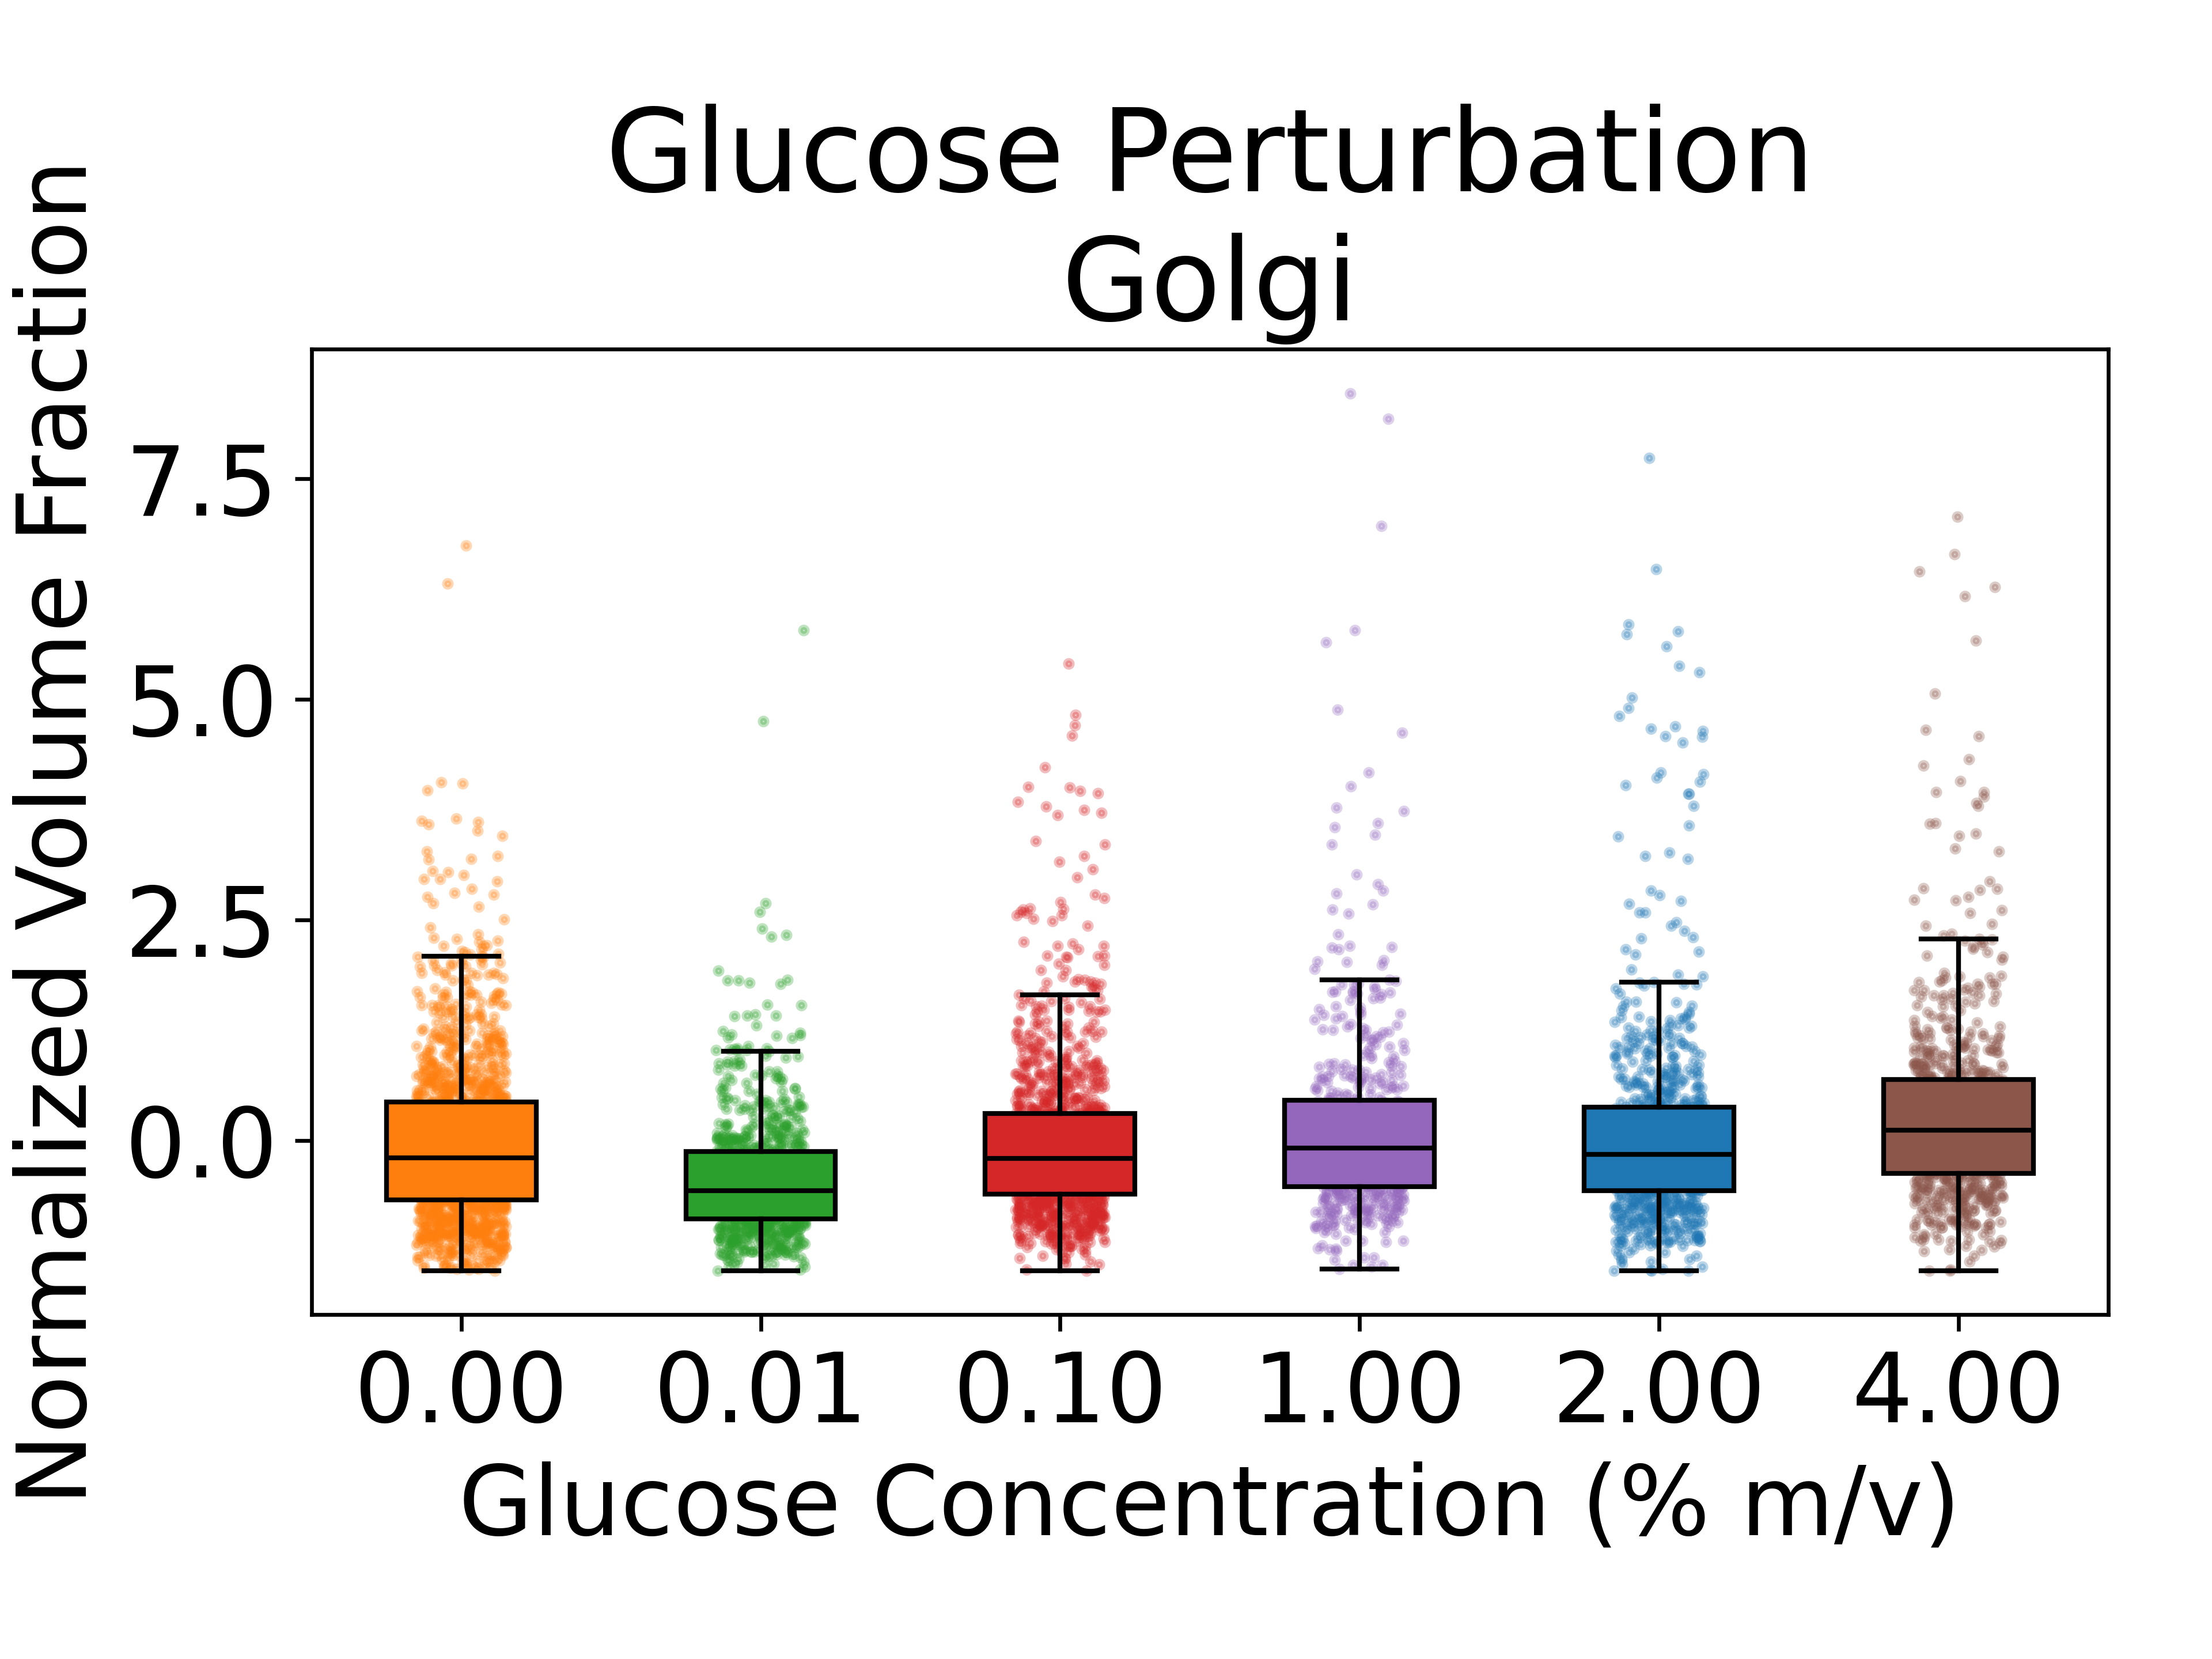 Glucose Perturbation
Golgi
Normalized Volume Fraction
7.5
5.0
2.5
0.0
0.00 0.01 0.10 1.00 2.00 4.00
Glucose Concentration (% m/v)